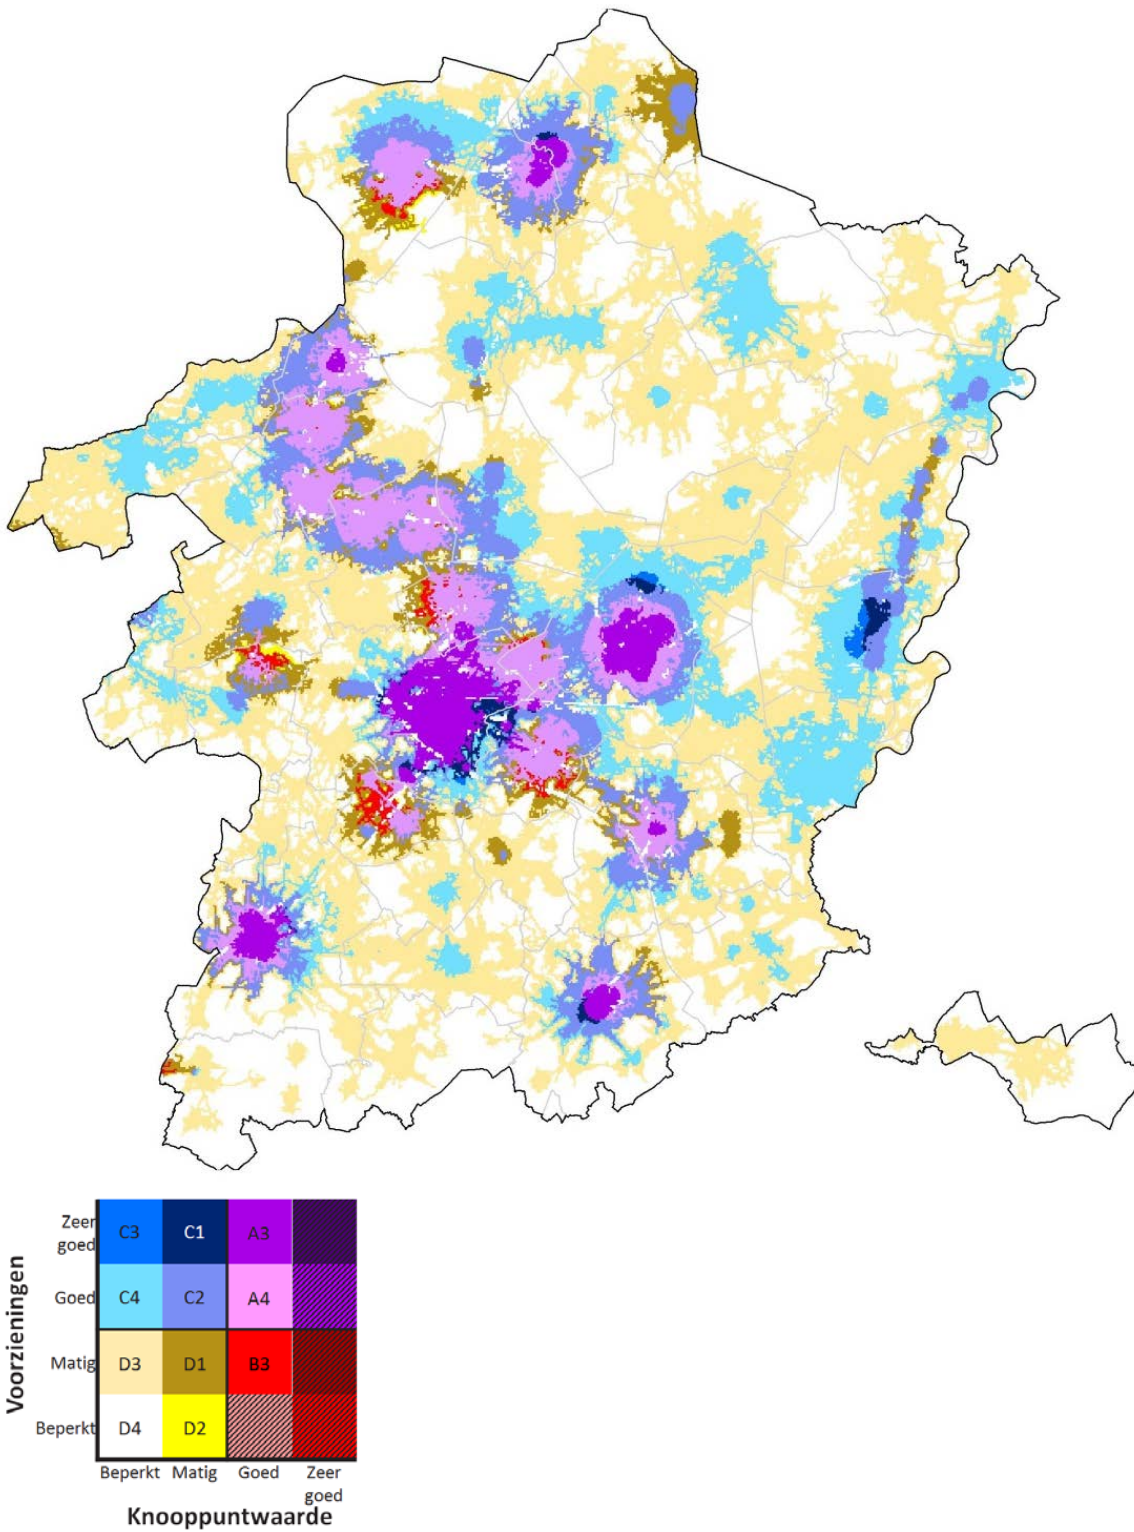 Zeer
goed
C3 C1 A3
Goed
C4 C2 A4
Matig
D3 D1 B3
Beperkt
D4 D2
Voorzieningen
Beperkt Matig Goed Zeer
goed
Knooppuntwaarde